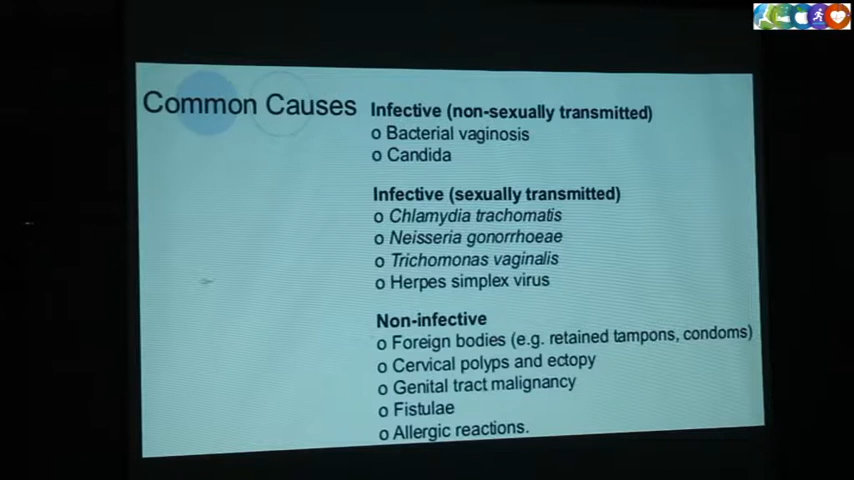 Common Causes
Infective (non-sexually transmitted)
o Bacterial vaginosis
o Candida
Infective (sexually transmitted)
o Chlamydia trachomatis
o Neisseria gonorrhoeae
o Trichomonas vaginalis
o Herpes simplex virus
Non-infective
o Foreign bodies (e.g. retained tampons, condoms)
o Cervical polyps and ectopy
o Genital tract malignancy
o Fistulae
o Allergic reactions.